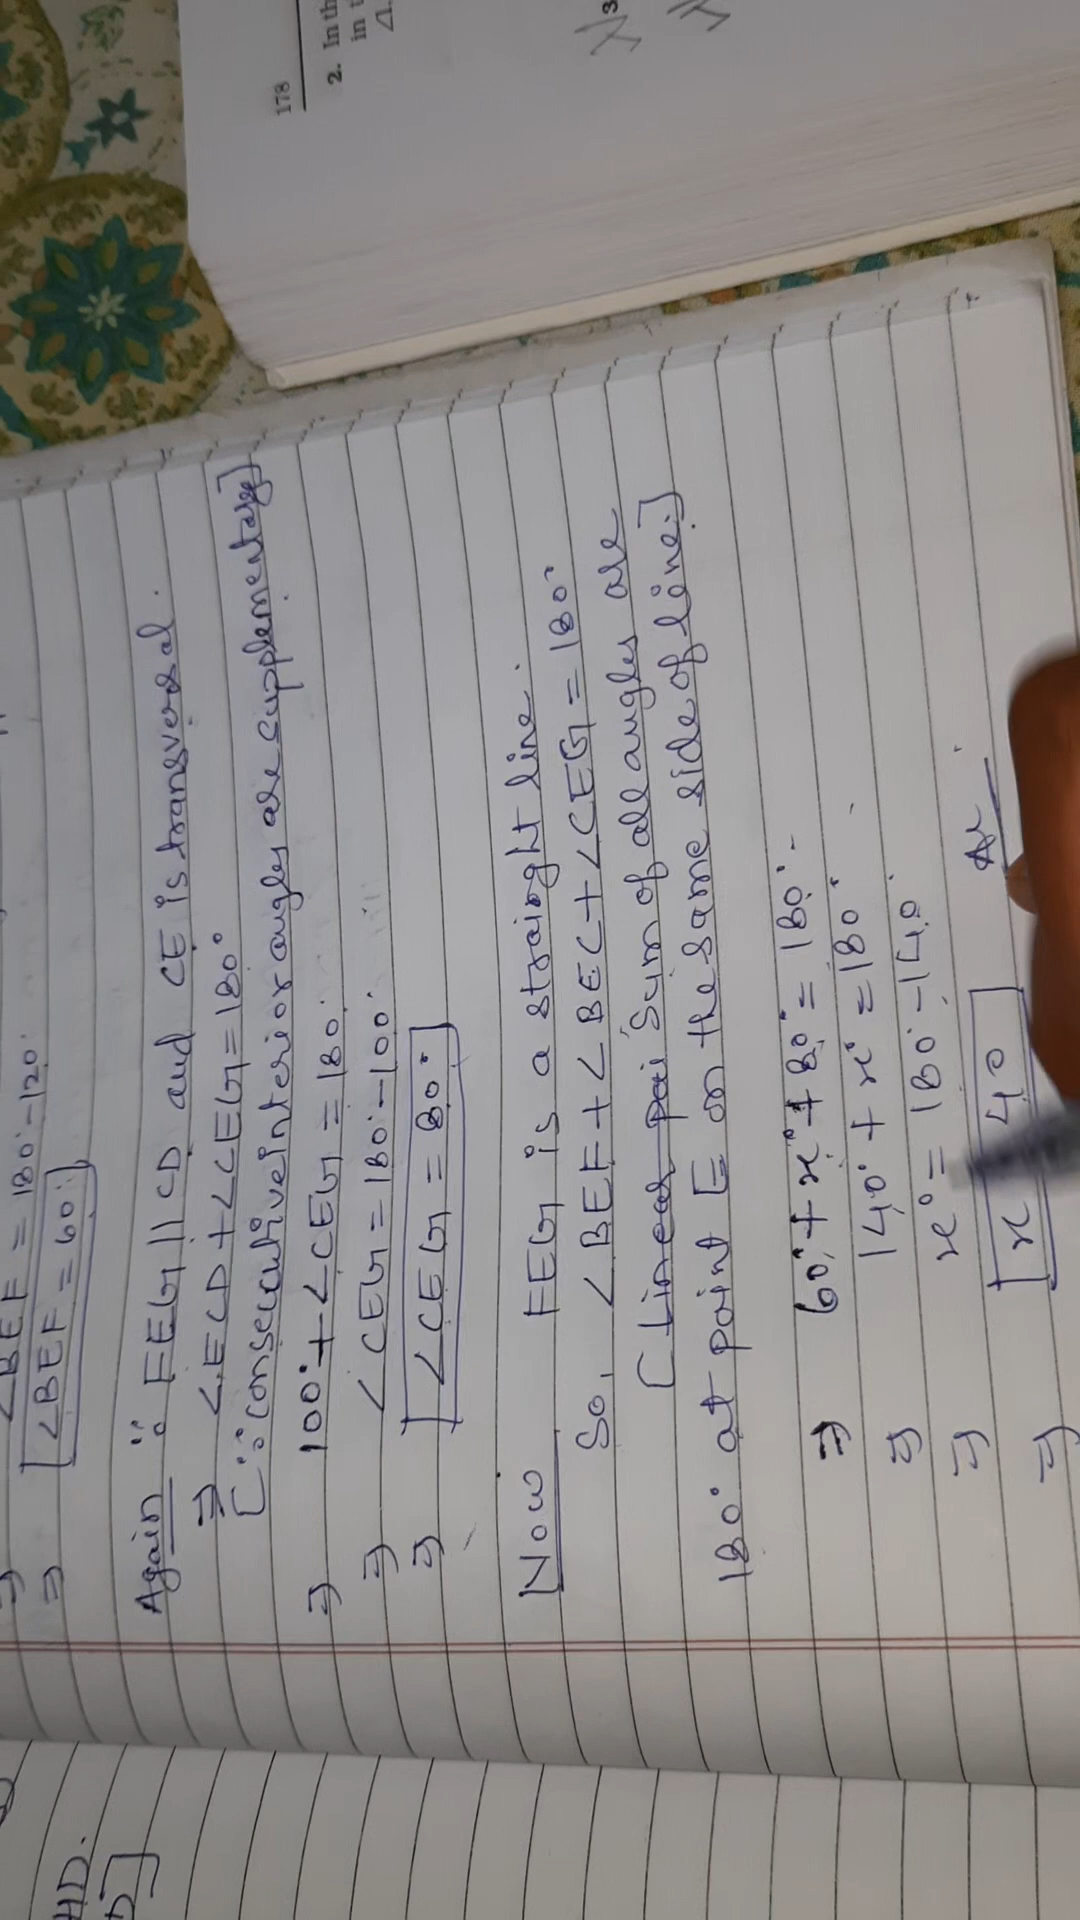 ∠BEF = 180° - 120°
⇒ ∠BEF = 60°
Again ∵ FEG || CD and CE is transversal.
⇒ ∠ECD + ∠CEG = 180°
[∵ consecutive interior angles are supplementary]
⇒ 100° + ∠CEG = 180°
⇒ ∠CEG = 180° - 100°
⇒ ∠CEG = 80°
Now FEG is a straight line.
So, ∠BEF + ∠BEC + ∠CEG = 180°
[Linear pai Sum of all angles are
180° at point E on the same side of line.]
⇒ 60° + x° + 80° = 180°
⇒ 140° + x° = 180°
⇒ x° = 180° - 140°
⇒ x 40
178
2. In th
in t
HD.